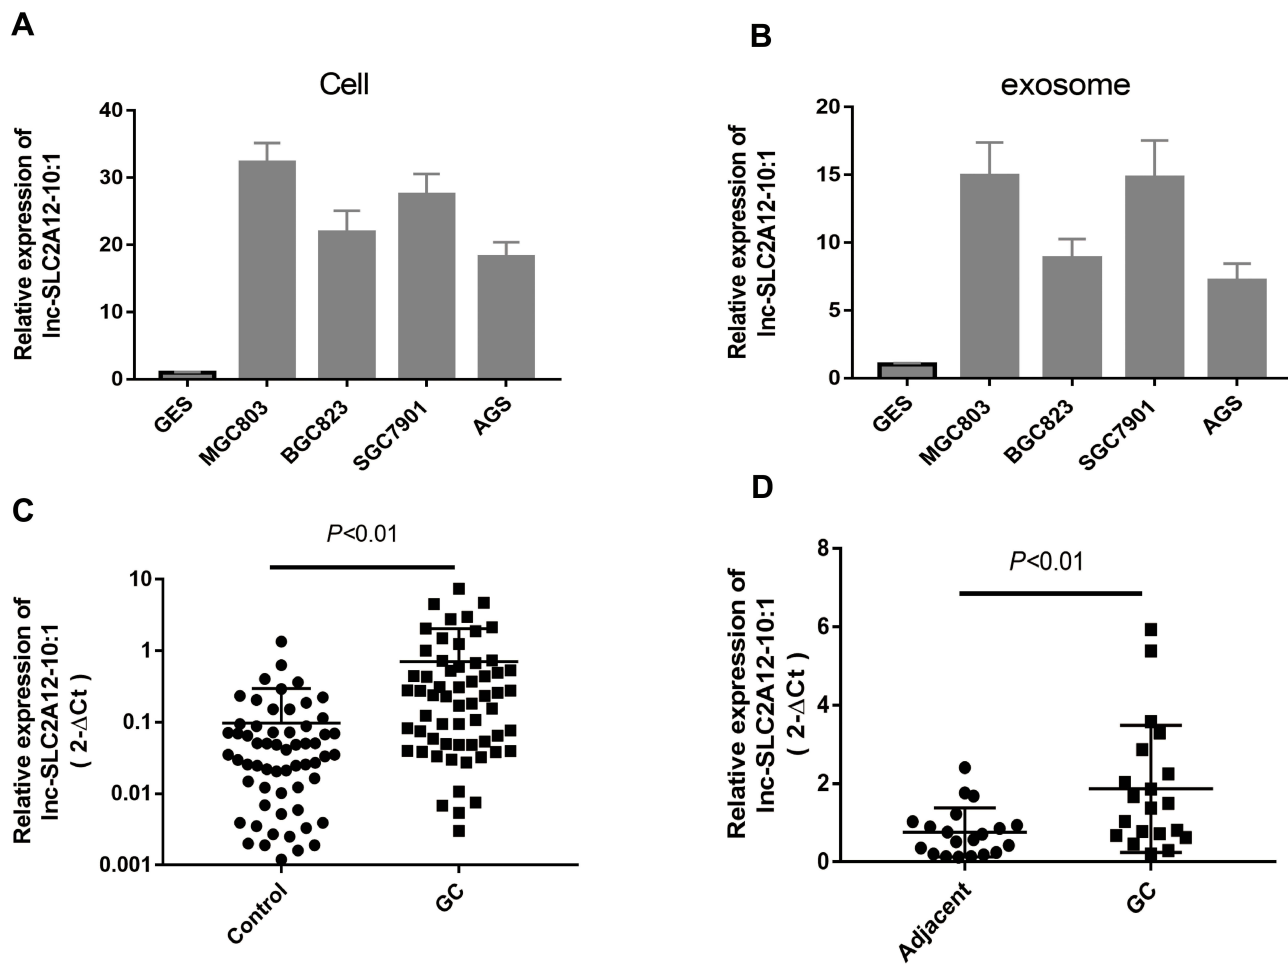 A
Cell
Relative expression of
lnc-SLC2A12-10:1
40
30
20
10
0
GES
MGC803
BGC823
SGC7901
AGS
B
exosome
Relative expression of
lnc-SLC2A12-10:1
20
15
10
5
0
GES
MGC803
BGC823
SGC7901
AGS
C
P<0.01
Relative expression of
lnc-SLC2A12-10:1
( 2-ΔCt )
10
1
0.1
0.01
0.001
Control
GC
D
P<0.01
Relative expression of
lnc-SLC2A12-10:1
( 2-ΔCt )
8
6
4
2
0
Adjacent
GC